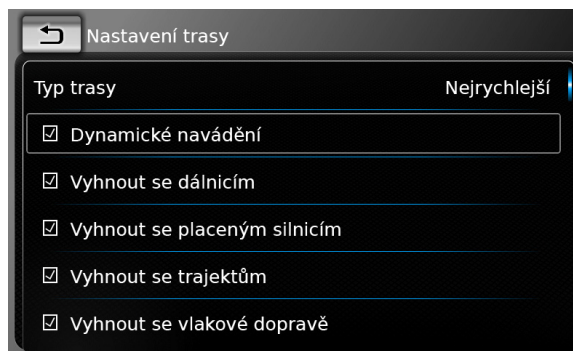 Nastavení trasy
Typ trasy Nejrychlejší
Dynamické navádění
Vyhnout se dálnicím
Vyhnout se placeným silnicím
Vyhnout se trajektům
Vyhnout se vlakové dopravě